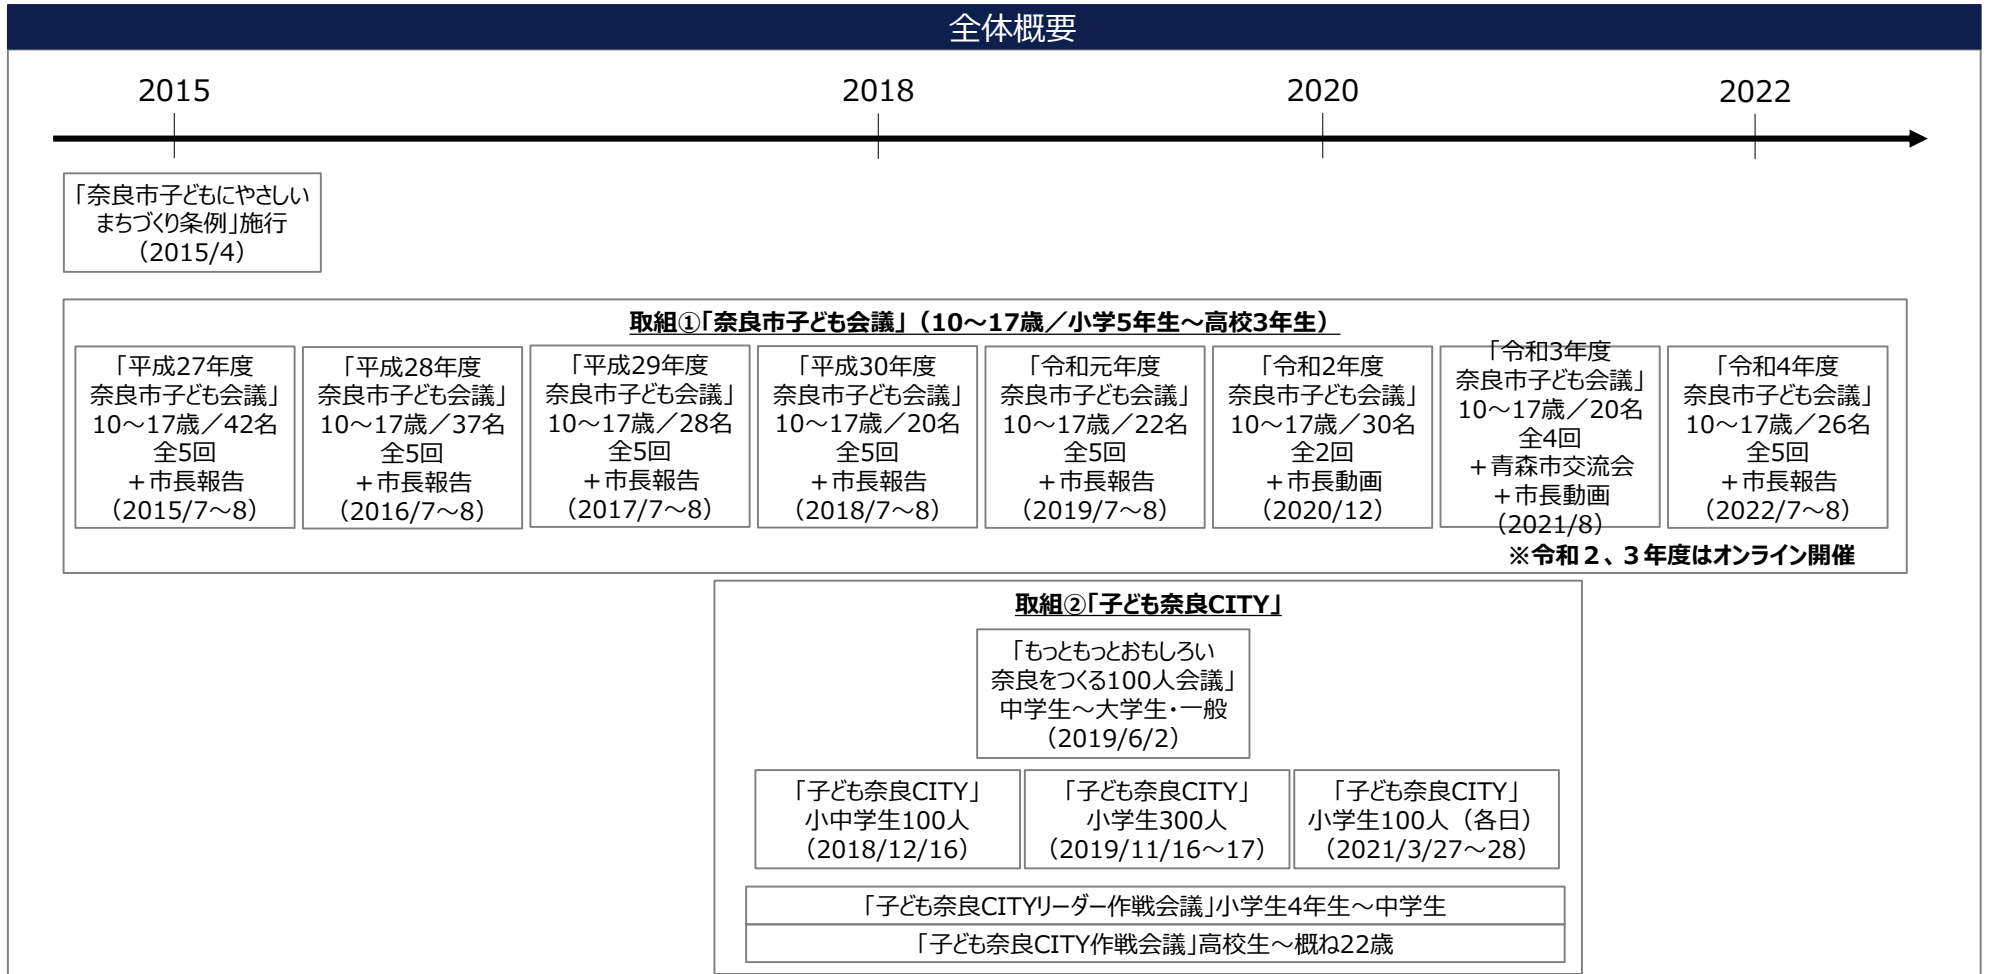 全体概要
2015
2018
2020
2022
「奈良市子どもにやさしい
まちづくり条例」施行
（2015/4）
取組①「奈良市子ども会議」（10～17歳／小学5年生～高校3年生）
「平成27年度
奈良市子ども会議」
10～17歳／42名
全5回
＋市長報告
（2015/7～8）
「平成28年度
奈良市子ども会議」
10～17歳／37名
全5回
＋市長報告
（2016/7～8）
「平成29年度
奈良市子ども会議」
10～17歳／28名
全5回
＋市長報告
（2017/7～8）
「平成30年度
奈良市子ども会議」
10～17歳／20名
全5回
＋市長報告
（2018/7～8）
「令和元年度
奈良市子ども会議」
10～17歳／22名
全5回
＋市長報告
（2019/7～8）
「令和2年度
奈良市子ども会議」
10～17歳／30名
全2回
＋市長動画
（2020/12）
「令和3年度
奈良市子ども会議」
10～17歳／20名
全4回
＋青森市交流会
＋市長動画
（2021/8）
「令和4年度
奈良市子ども会議」
10～17歳／26名
全5回
＋市長報告
（2022/7～8）
※令和２、３年度はオンライン開催
取組②「子ども奈良CITY」
「もっともっとおもしろい
奈良をつくる100人会議」
中学生～大学生・一般
（2019/6/2）
「子ども奈良CITY」
小中学生100人
（2018/12/16）
「子ども奈良CITY」
小学生300人
（2019/11/16～17）
「子ども奈良CITY」
小学生100人（各日）
（2021/3/27～28）
「子ども奈良CITYリーダー作戦会議」小学生4年生～中学生
「子ども奈良CITY作戦会議」高校生～概ね22歳